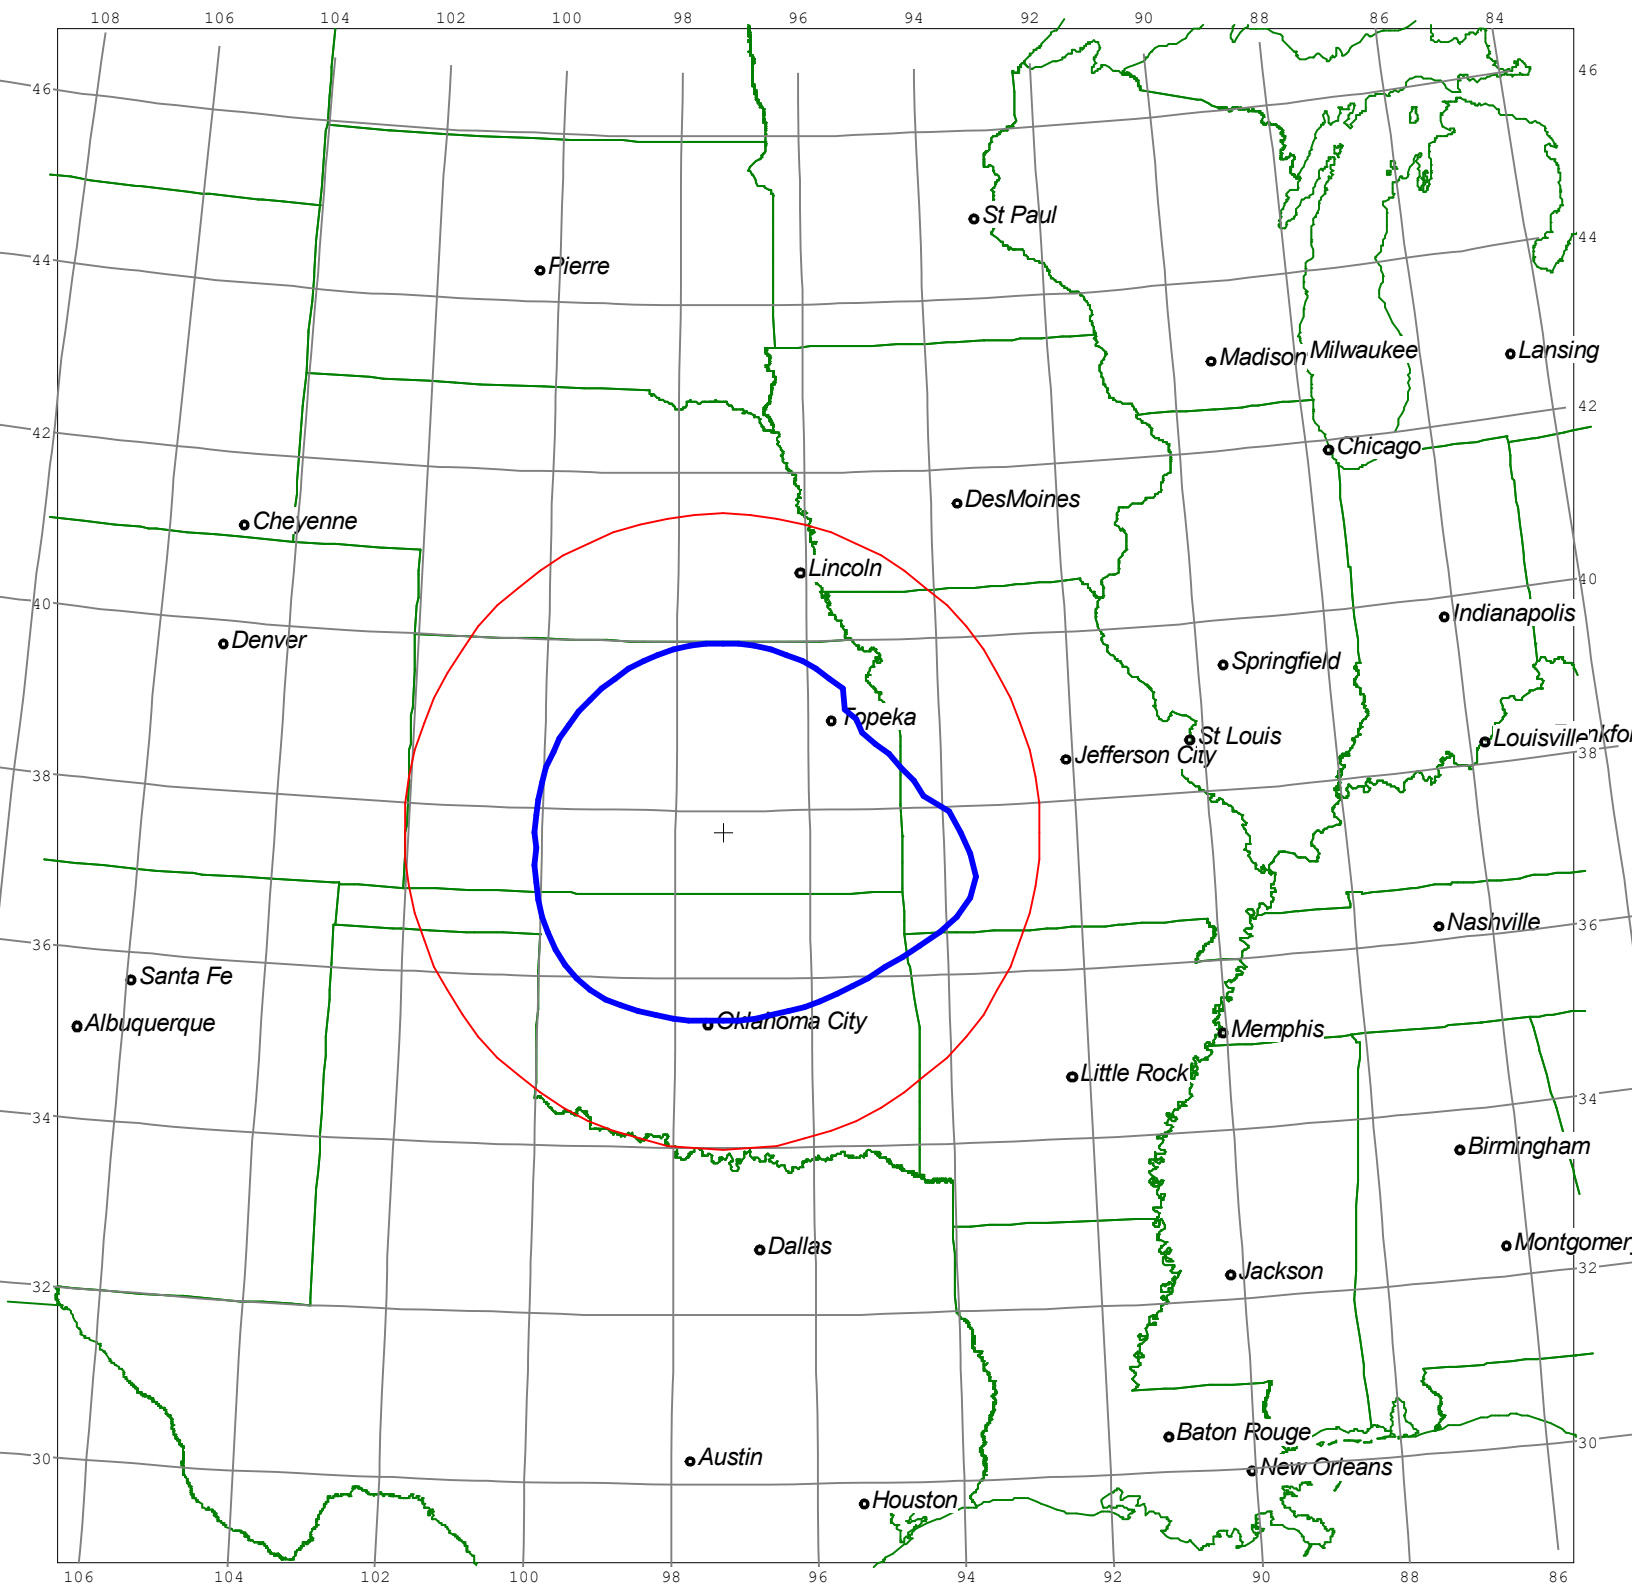 108 106 104 102 100 98 96 94 92 90 88 86 84
46 46
St Paul
44 44
Pierre
Madison Milwaukee Lansing
42 42
Chicago
DesMoines
Cheyenne
Lincoln
40 40
Denver Indianapolis
Springfield
Topeka
St Louis Louisville nkfor
Jefferson City
38 38
Nashville
36 36
Santa Fe
Albuquerque Oklahoma City Memphis
Little Rock
34 34
Birmingham
Dallas Montgomery
Jackson
32 32
Baton Rouge
30 30
Austin New Orleans
Houston
106 104 102 100 98 96 94 92 90 88 86